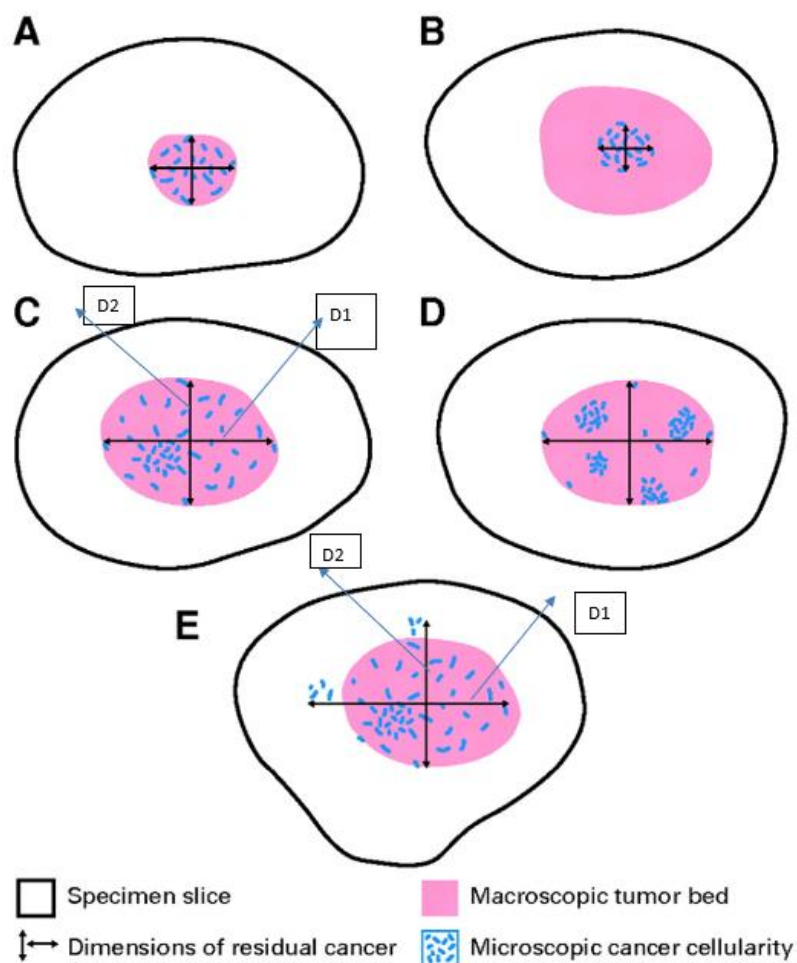 A
B
C
D2
D1
D
D2
E
D1
Specimen slice
Macroscopic tumor bed
Dimensions of residual cancer
Microscopic cancer cellularity